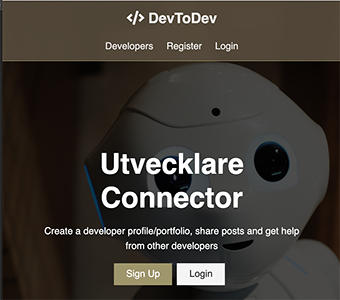 </> DevToDev
Developers Register Login
Utvecklare
Connector
Create a developer profile/portfolio, share posts and get help
from other developers
Sign Up Login